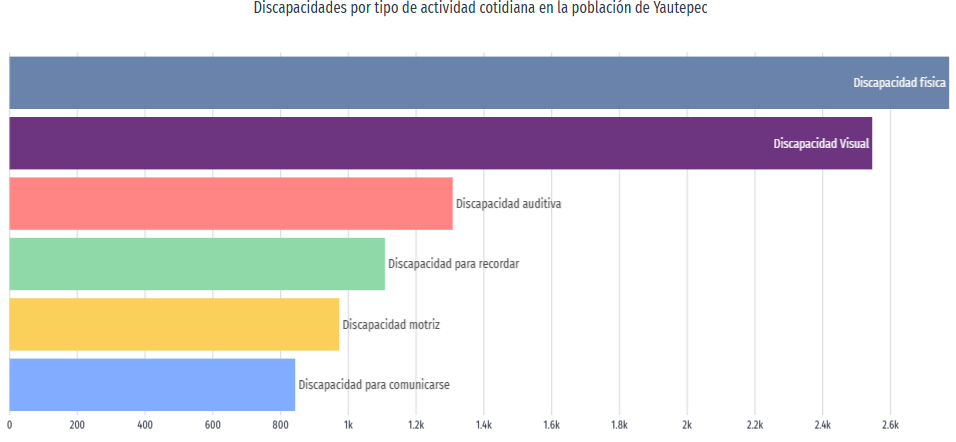 Discapacidades por tipo de actividad cotidiana en la población de Yautepec
Discapacidad física
Discapacidad Visual
Discapacidad auditiva
Discapacidad para recordar
Discapacidad motriz
Discapacidad para comunicarse
0 200 400 600 800 1k 1.2k 1.4k 1.6k 1.8k 2k 2.2k 2.4k 2.6k